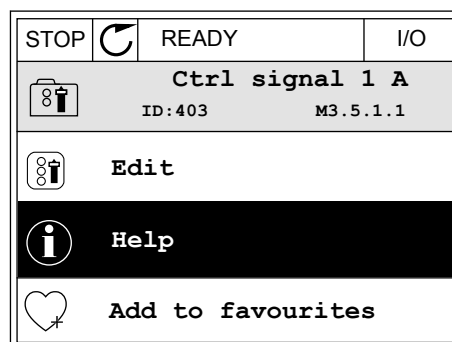 STOP READY I/O
Ctrl signal 1 A
ID:403 M3.5.1.1
Edit
Help
Add to favourites